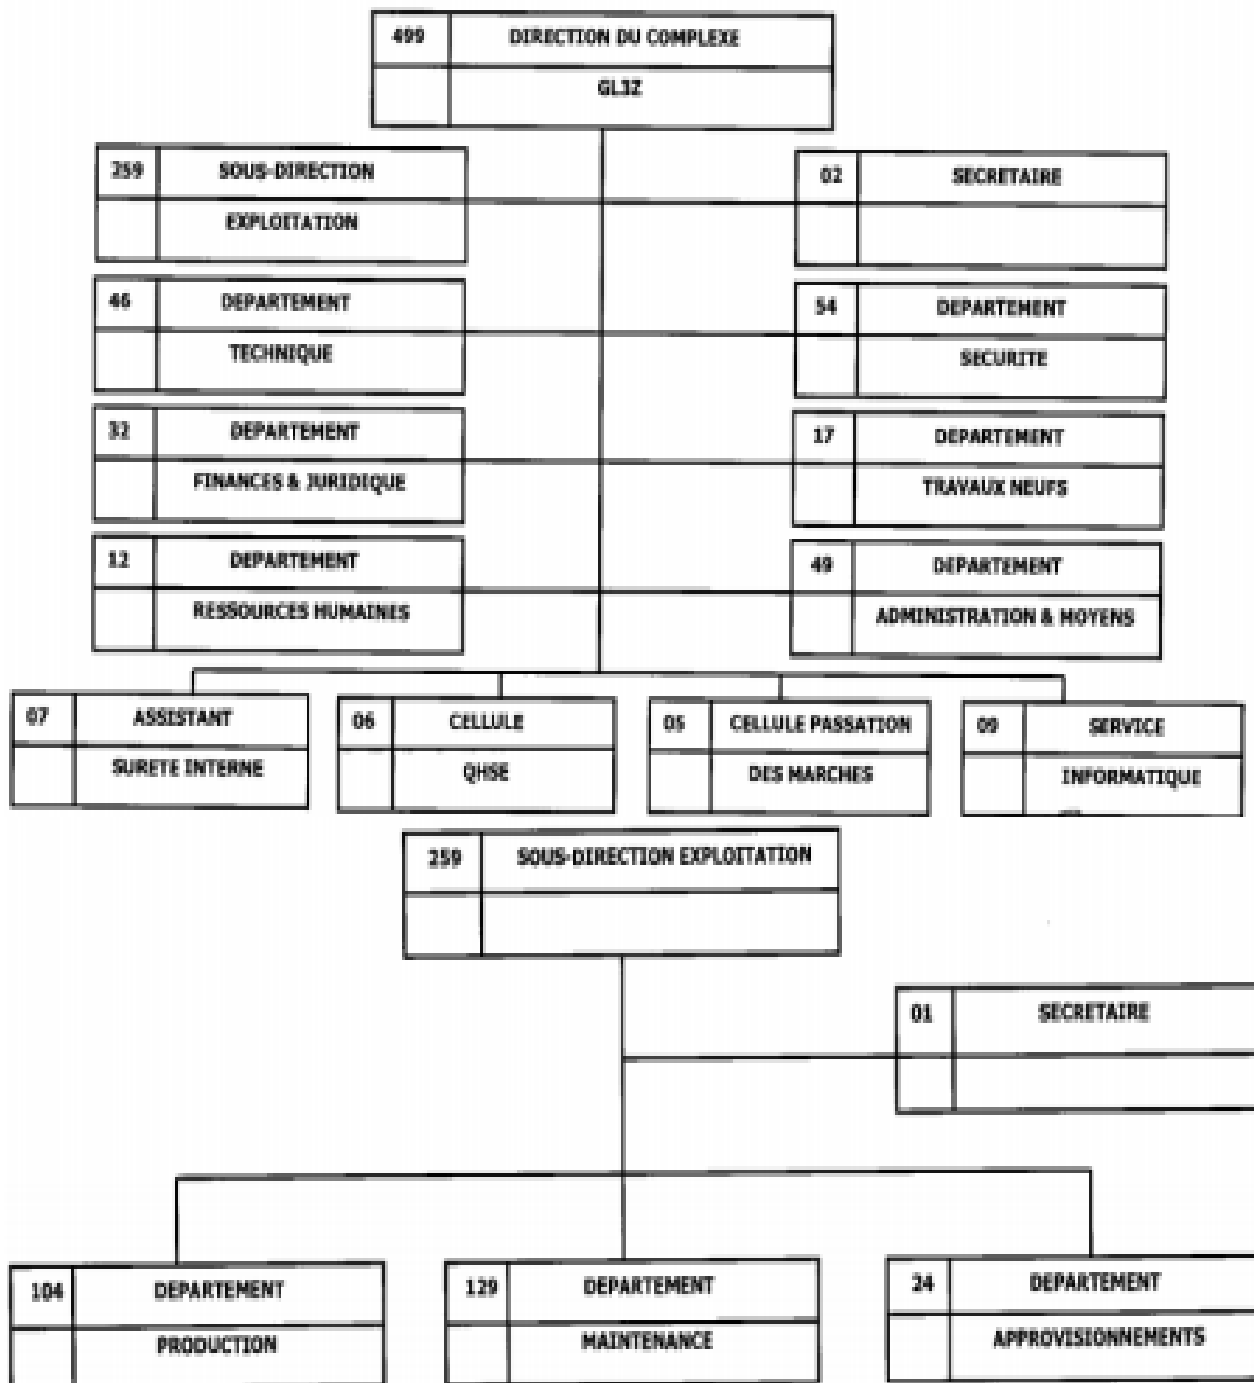 499 DIRECTION DU COMPLEXE
GL3Z
259 SOUS-DIRECTION
EXPLOITATION
02 SECRETAIRE
46 DEPARTEMENT
TECHNIQUE
54 DEPARTEMENT
SECURITE
32 DEPARTEMENT
FINANCES & JURIDIQUE
17 DEPARTEMENT
TRAVAUX NEUFS
12 DEPARTEMENT
RESSOURCES HUMAINES
49 DEPARTEMENT
ADMINISTRATION & MOYENS
07 ASSISTANT
SURETE INTERNE
06 CELLULE
QHSE
05 CELLULE PASSATION
DES MARCHES
09 SERVICE
INFORMATIQUE
259 SOUS-DIRECTION EXPLOITATION
01 SECRETAIRE
104 DEPARTEMENT
PRODUCTION
129 DEPARTEMENT
MAINTENANCE
24 DEPARTEMENT
APPROVISIONNEMENTS